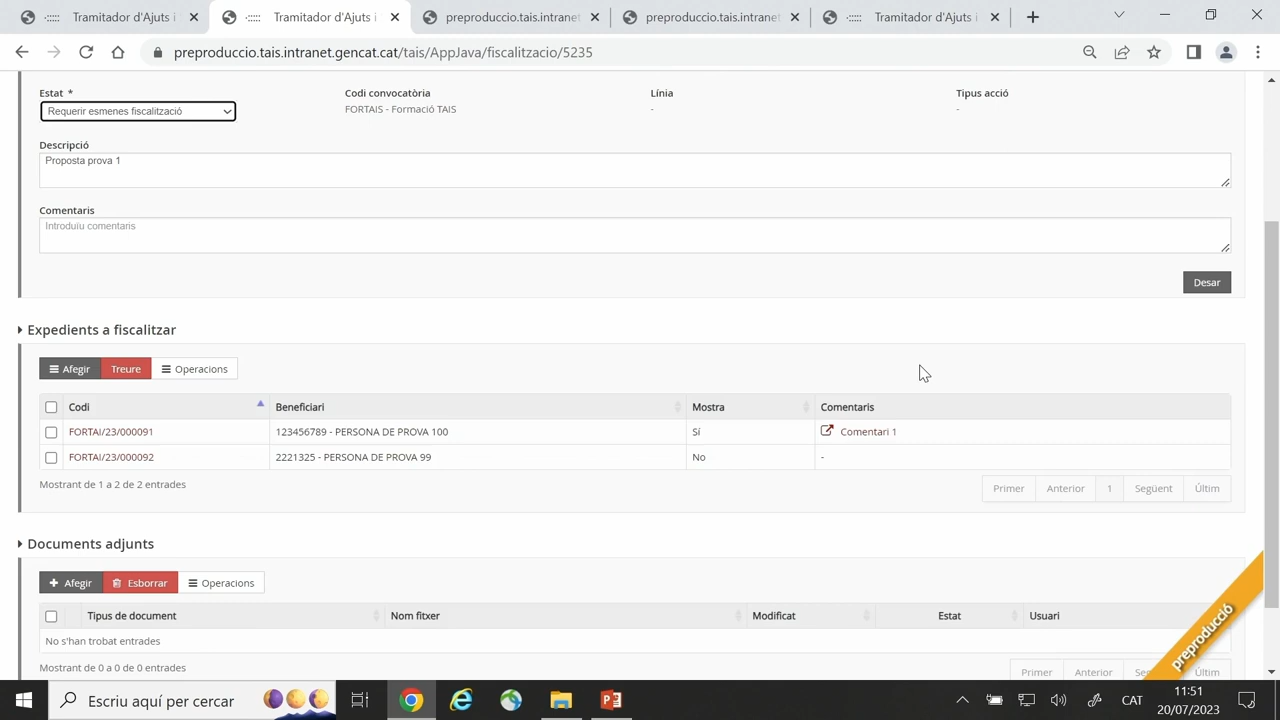 Tramitador d'Ajuts i
Tramitador d'Ajuts i
preproduccio.tais.intranet
preproduccio.tais.intranet
Tramitador d'Ajuts i
preproduccio.tais.intranet.gencat.cat/tais/AppJava/fiscalitzacio/5235
Estat *
Codi convocatòria
Línia
Tipus acció
Requerir esmenes fiscalització
FORTAIS - Formació TAIS
-
-
Descripció
Proposta prova 1
Comentaris
Introduïu comentaris
Desar
Expedients a fiscalitzar
Afegir
Treure
Operacions
Codi
Beneficiari
Mostra
Comentaris
FORTAI/23/000091
123456789 - PERSONA DE PROVA 100
Sí
Comentari 1
FORTAI/23/000092
2221325 - PERSONA DE PROVA 99
No
-
Mostrant de 1 a 2 de 2 entrades
Primer
Anterior
1
Següent
Últim
Documents adjunts
Afegir
Esborrar
Operacions
Tipus de document
Nom fitxer
Modificat
Estat
Usuari
No s'han trobat entrades
Mostrant de 0 a 0 de 0 entrades
Primer
Anterior
Últim
preproducció
Escriu aquí per cercar
CAT
11:51
20/07/2023